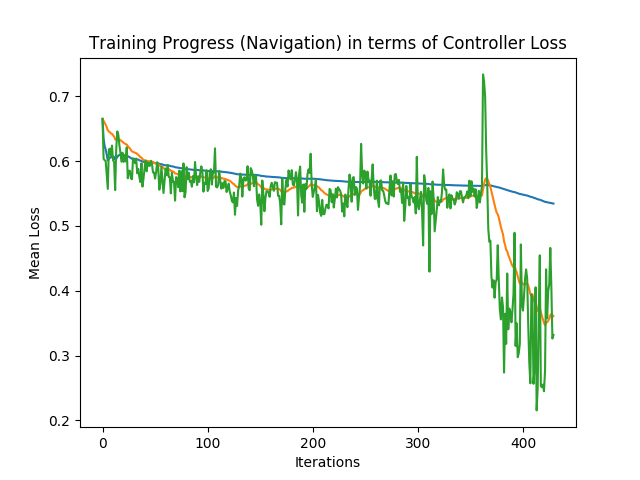 Training Progress (Navigation) in terms of Controller Loss
0.7
0.6
0.5
0.4
0.3
0.2
Mean Loss
0 100 200 300 400
Iterations